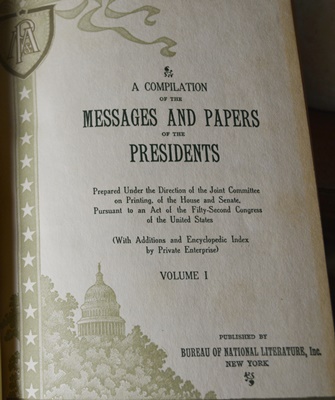 A COMPILATION
OF THE
MESSAGES AND PAPERS
OF THE
PRESIDENTS
Prepared Under the Direction of the Joint Committee
on Printing, of the House and Senate,
Pursuant to an Act of the Fifty-Second Congress
of the United States
(With Additions and Encyclopedic Index
by Private Enterprise)
VOLUME I
PUBLISHED BY
BUREAU OF NATIONAL LITERATURE, Inc.
NEW YORK